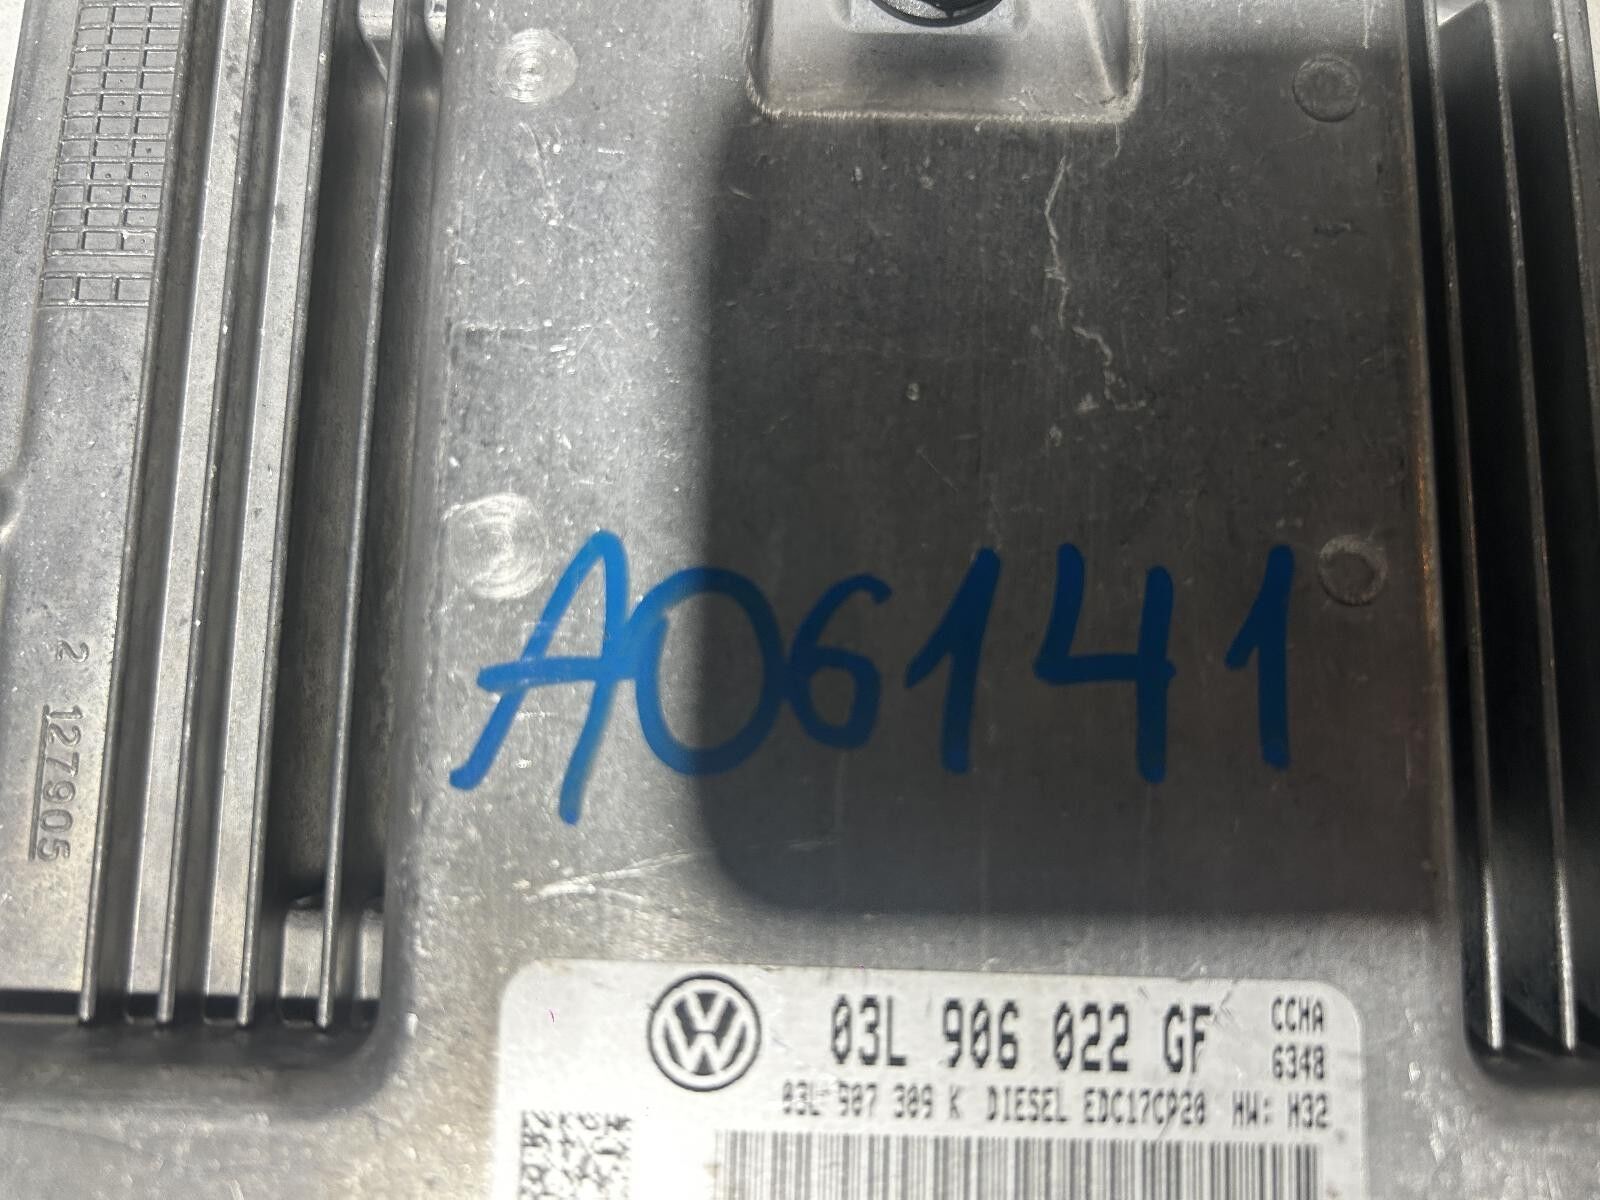 2 127905
A06141
03L 906 022 GF
CCHA
6348
03L 907 309 K DIESEL EDC17CP20 HW: H32